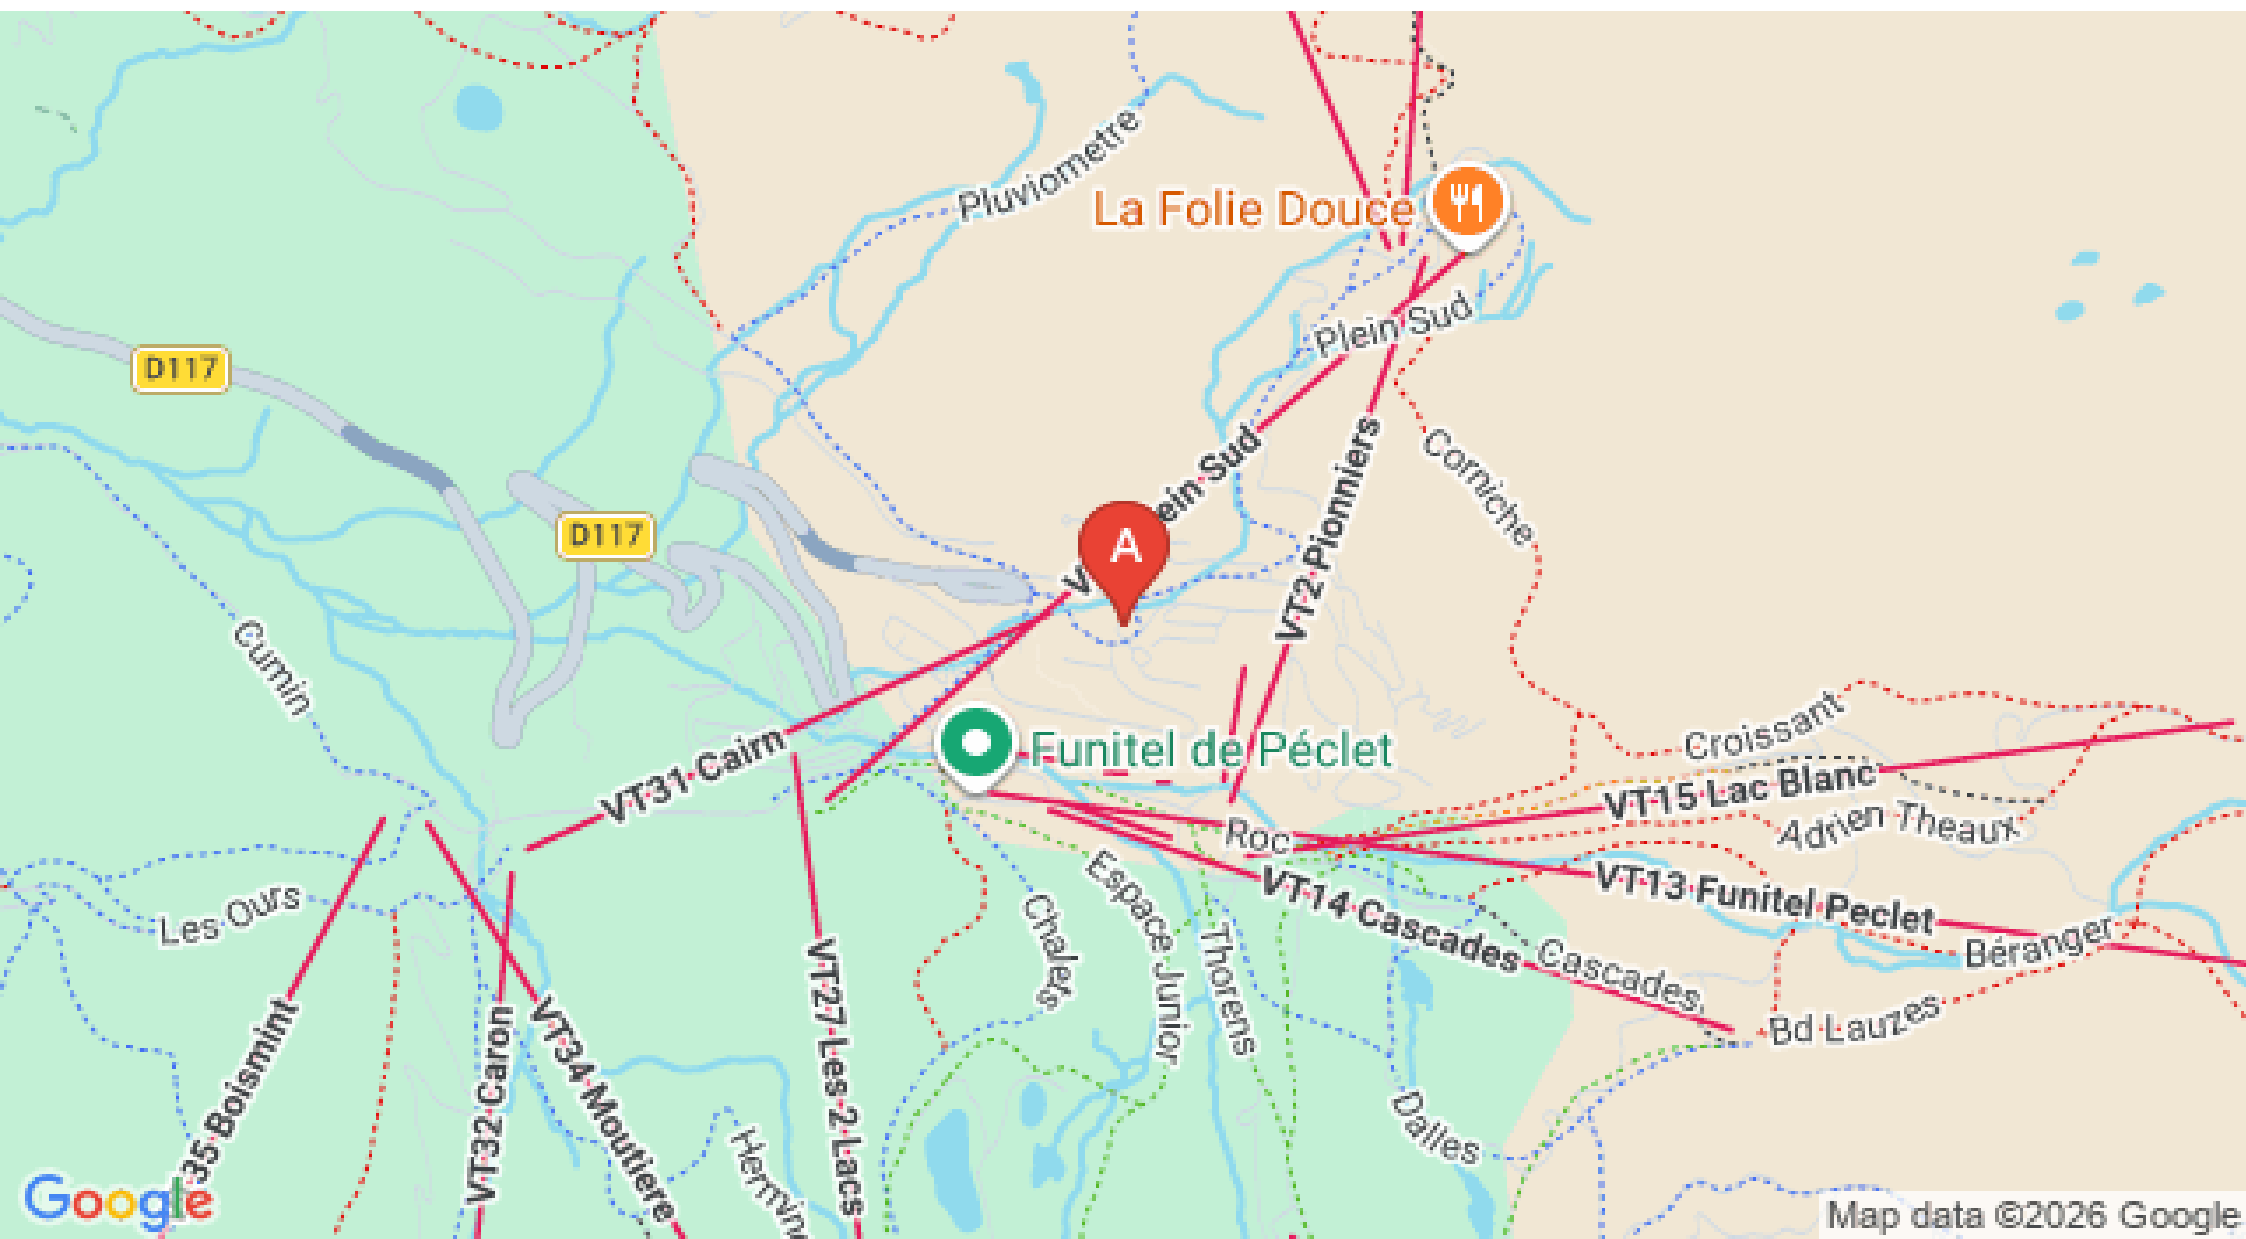 Pluviometre
La Folie Douce
Plein Sud
D117
Corniche
ein Sud
VT2 Pionniers
D117
A
V
Cumin
Croissant
Funitel de Péclet
VT31 Cairn
VT15 Lac Blanc
Adrien Theaux
Roc
VT13 Funitel Peclet
VT14 Cascades
Espace Junior
Les Ours
Chalets
Thorens
Cascades
Béranger
Bd Lauzes
35 Boismint
VT32 Caron
VT34 Moutiere
VT27 Les 2 Lacs
Dalles
Google
Map data ©2026 Google